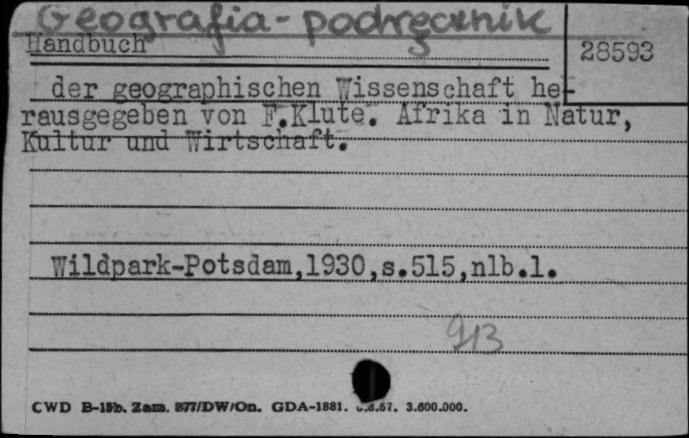 Geografia - podręcznik
Handbuch
28593
der geographischen Wissenschaft he-
rausgegeben von F.Klute. Afrika in Natur,
Kultur und Wirtschaft.
Wildpark-Potsdam,1930,s.515,nlb.1.
913
CWD B-15b. Zam. 877/DW/On. GDA-1881. 3.600.000.